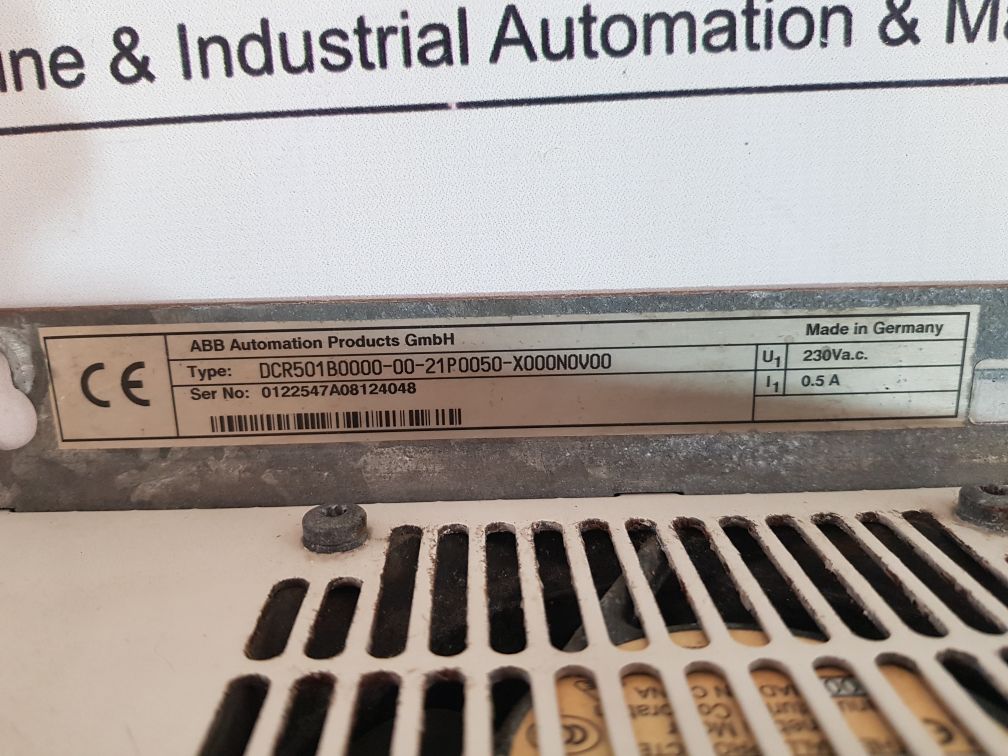 & Industrial Automation &
ABB Automation Products GmbH
Made in Germany
Type: DCR501B0000-00-21P0050-X000N0V00
U1 230Va.c.
Ser No: 0122547A08124048
I1 0.5 A
CE